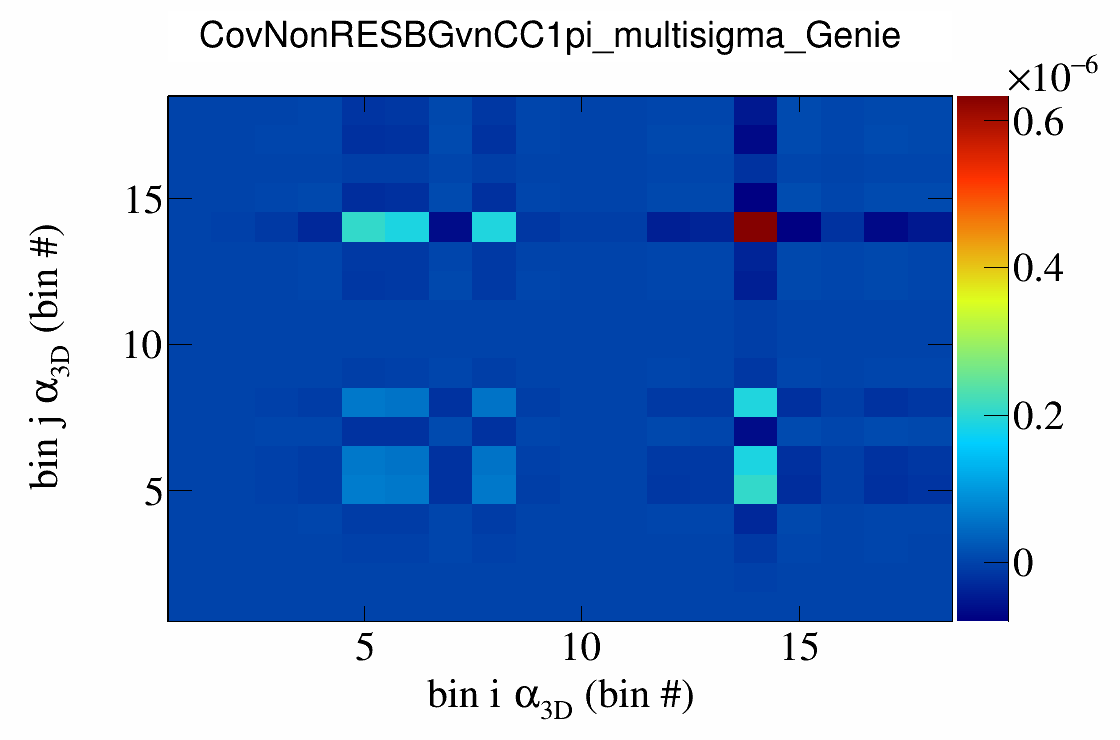 CovNonRESBGvnCC1pi_multisigma_Genie
×10⁻⁶
0.6
0.4
0.2
0
15
10
5
bin j α₃D (bin #)
5 10 15
bin i α₃D (bin #)